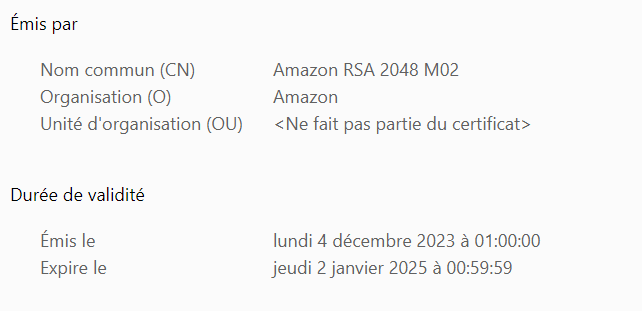 Émis par
Nom commun (CN) Amazon RSA 2048 M02
Organisation (O) Amazon
Unité d'organisation (OU) <Ne fait pas partie du certificat>
Durée de validité
Émis le lundi 4 décembre 2023 à 01:00:00
Expire le jeudi 2 janvier 2025 à 00:59:59